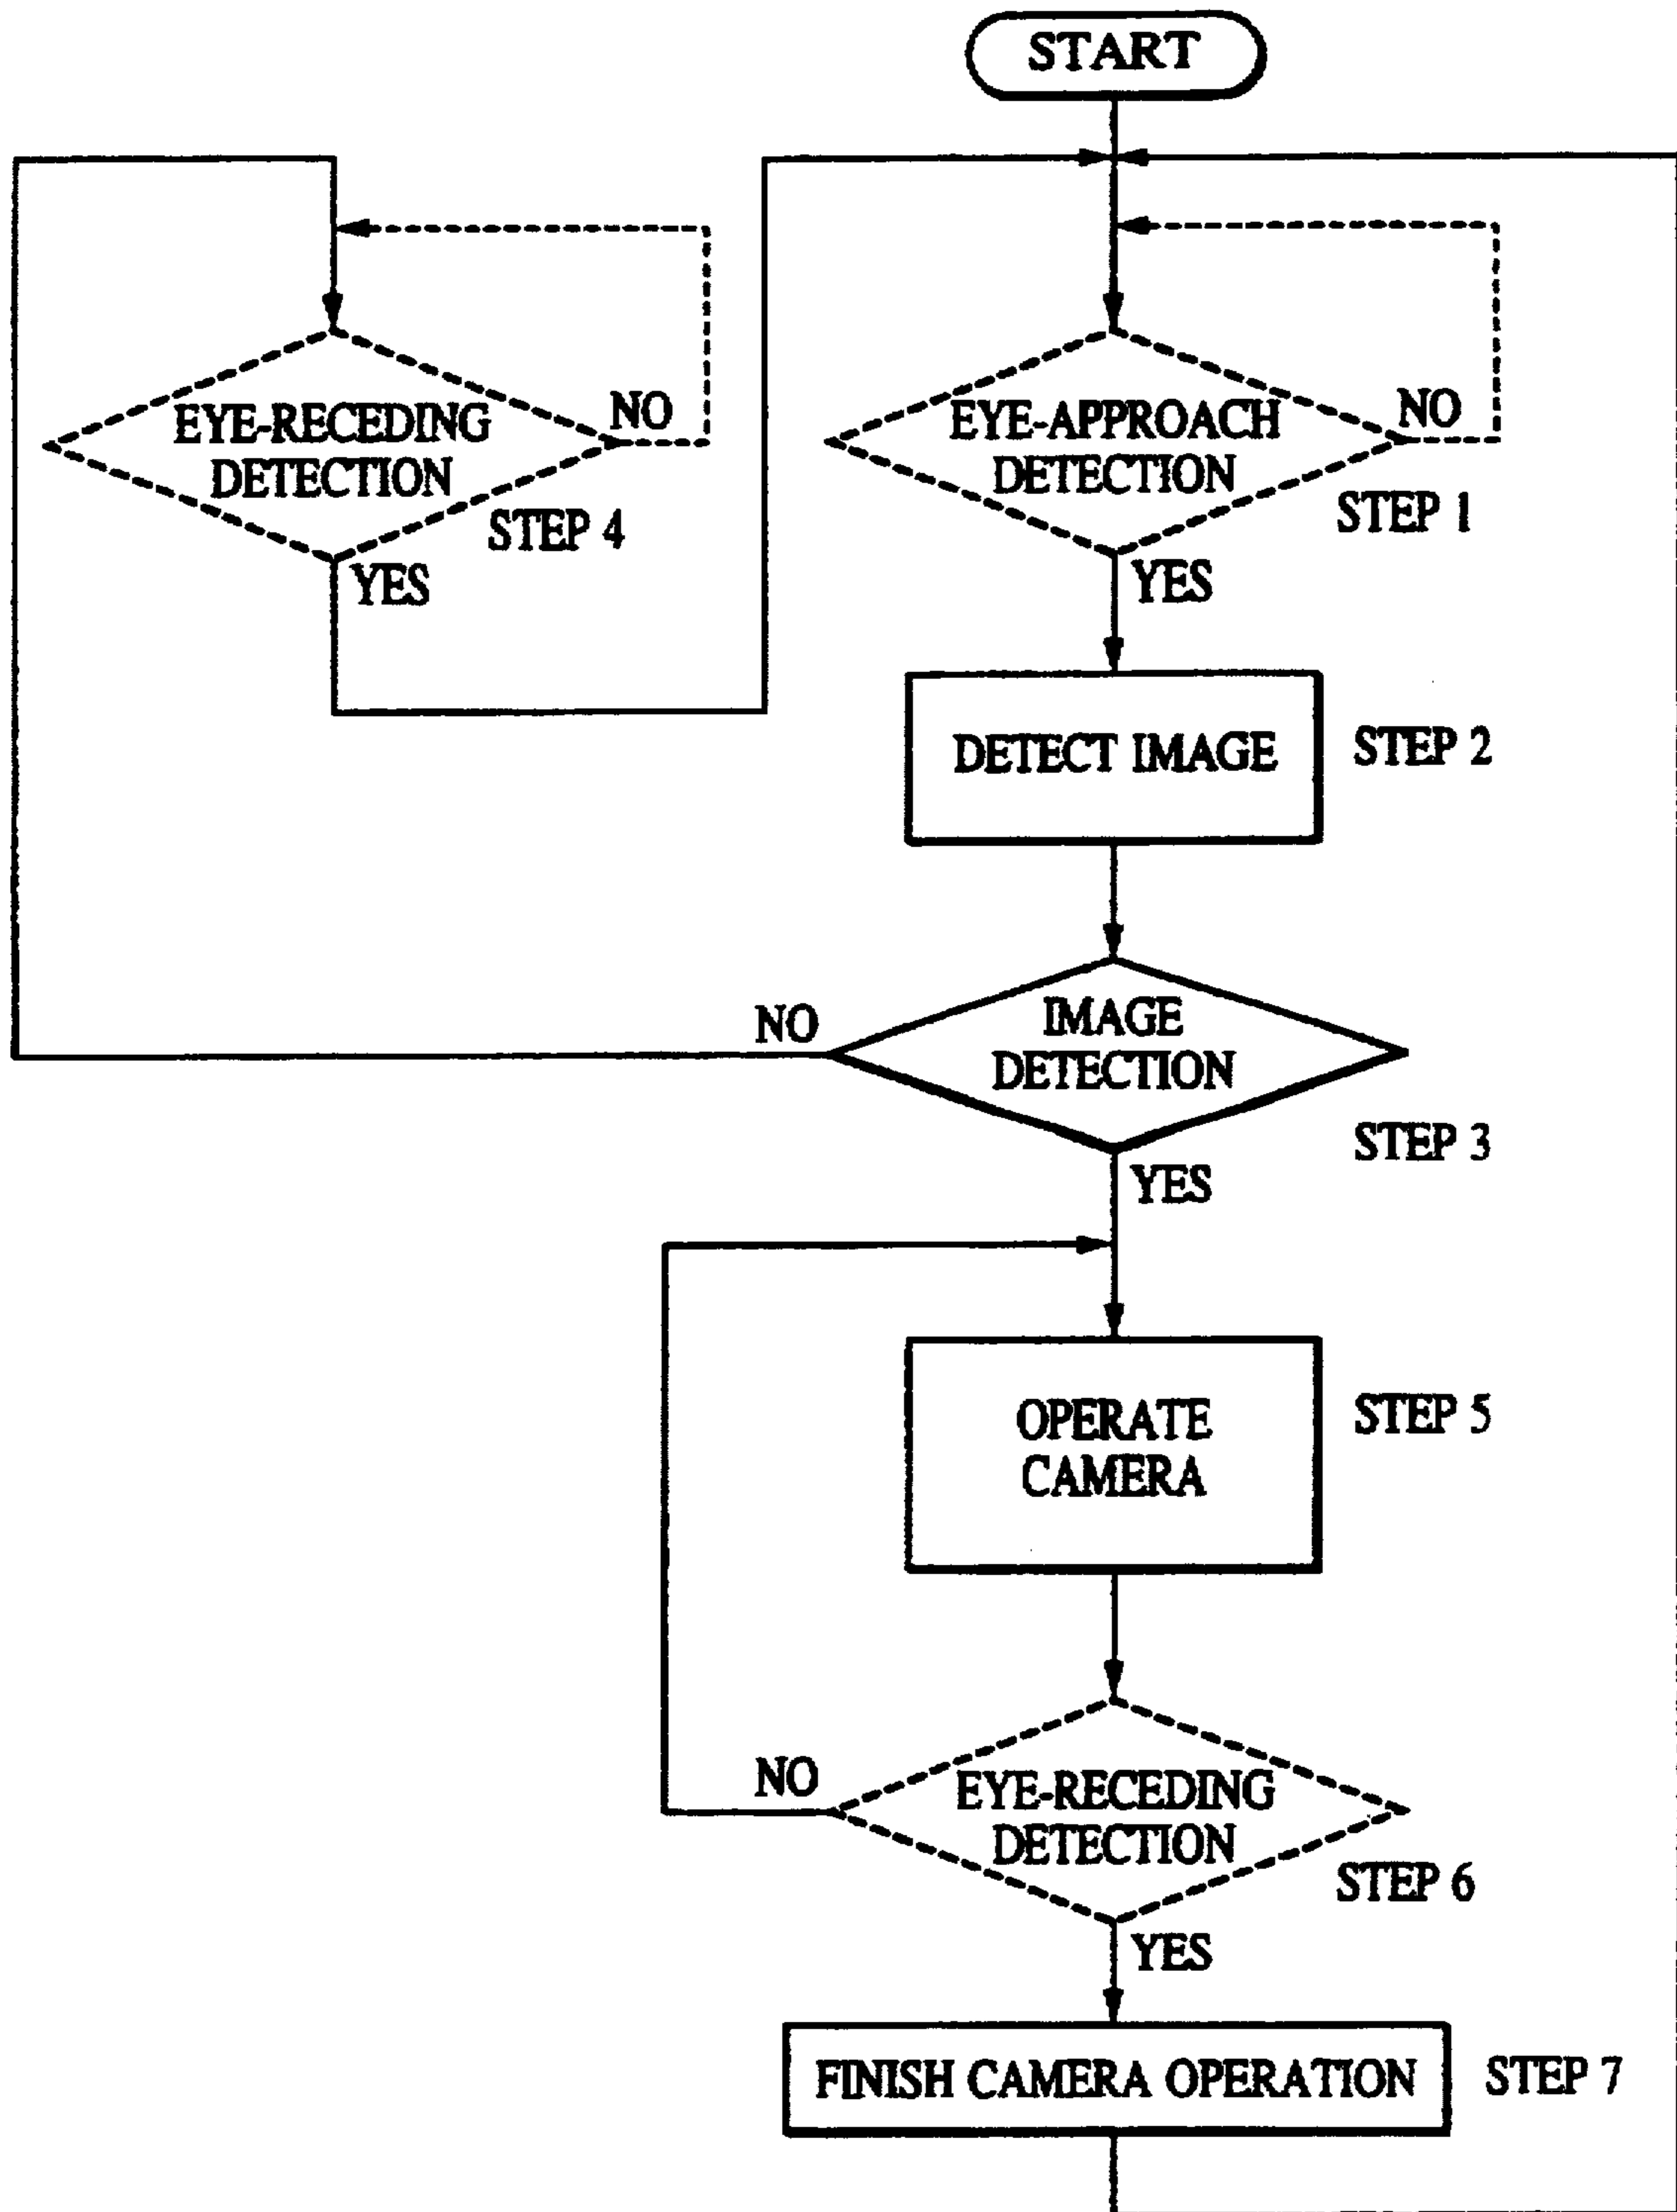 START
EYE-RECEDING
DETECTION
NO
STEP 4
YES
EYE-APPROACH
DETECTION
NO
STEP 1
YES
DETECT IMAGE
STEP 2
NO
IMAGE
DETECTION
STEP 3
YES
OPERATE
CAMERA
STEP 5
NO
EYE-RECEDING
DETECTION
STEP 6
YES
FINISH CAMERA OPERATION
STEP 7